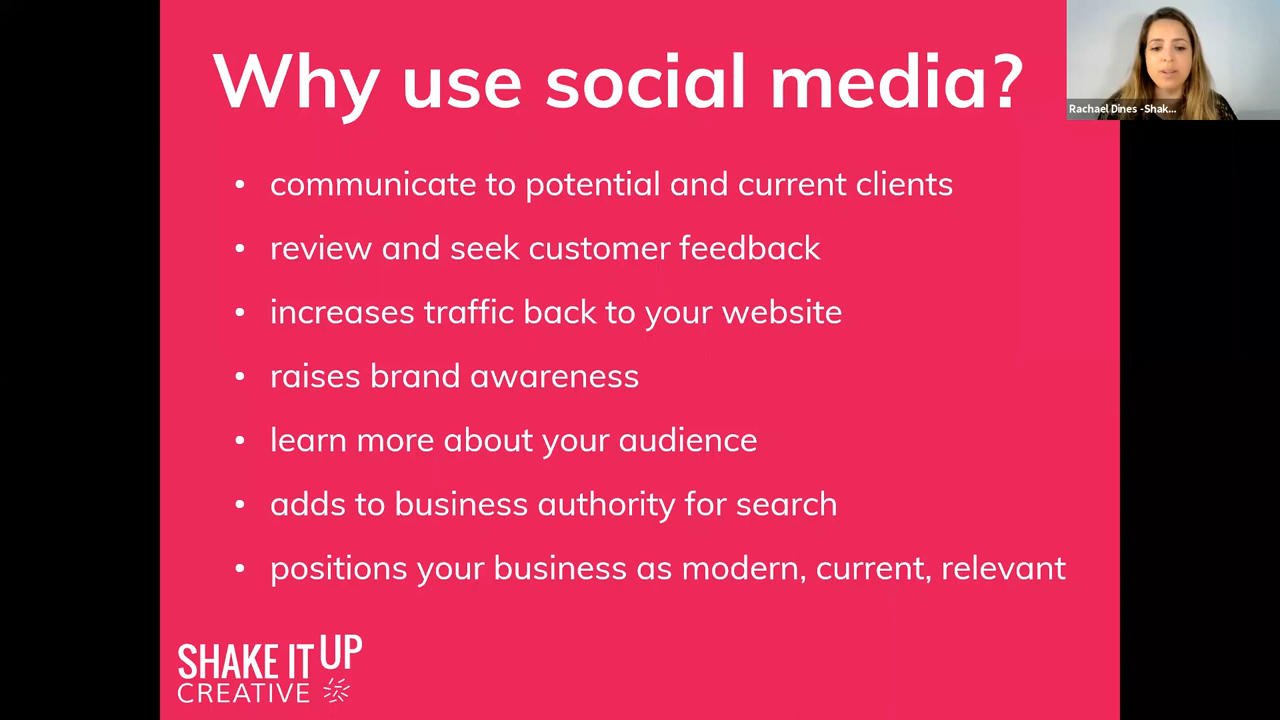 Why use social media?
Rachael Dines -Shak...
• communicate to potential and current clients
• review and seek customer feedback
• increases traffic back to your website
• raises brand awareness
• learn more about your audience
• adds to business authority for search
• positions your business as modern, current, relevant
SHAKE IT UP
CREATIVE